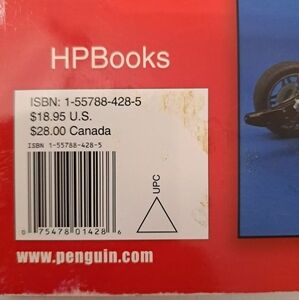 HPBooks
ISBN: 1-55788-428-5
$18.95 U.S.
$28.00 Canada
ISBN 1-55788-428-5
UPC
0 75478 01428 6
www.penguin.com